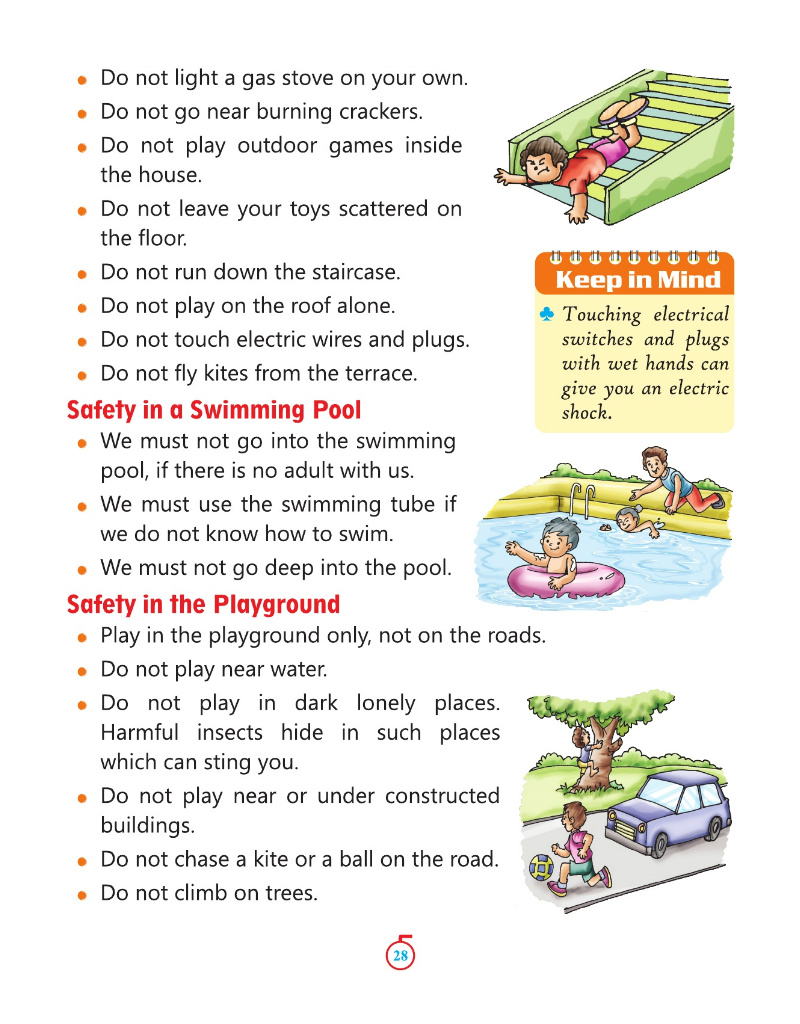 Do not light a gas stove on your own.
Do not go near burning crackers.
Do not play outdoor games inside
the house.
Do not leave your toys scattered on
the floor.
Do not run down the staircase.
Do not play on the roof alone.
Do not touch electric wires and plugs.
Do not fly kites from the terrace.
Keep in Mind
Touching electrical
switches and plugs
with wet hands can
give you an electric
shock.
Safety in a Swimming Pool
We must not go into the swimming
pool, if there is no adult with us.
We must use the swimming tube if
we do not know how to swim.
We must not go deep into the pool.
Safety in the Playground
Play in the playground only, not on the roads.
Do not play near water.
Do not play in dark lonely places.
Harmful insects hide in such places
which can sting you.
Do not play near or under constructed
buildings.
Do not chase a kite or a ball on the road.
Do not climb on trees.
28